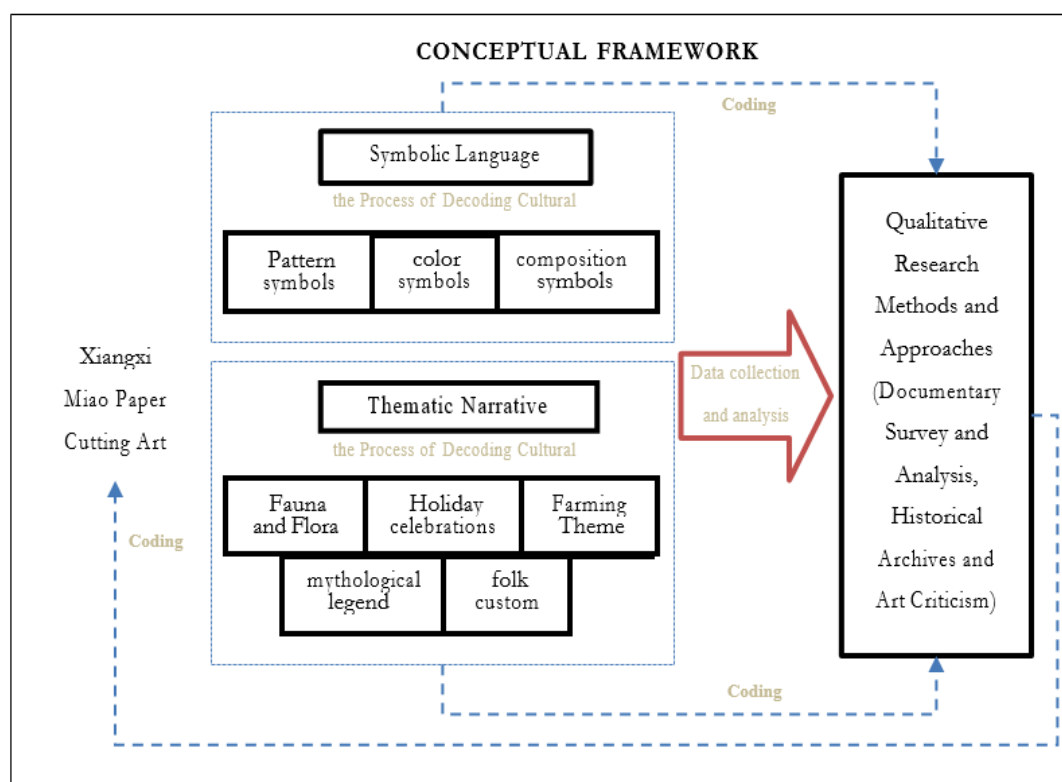 CONCEPTUAL FRAMEWORK
Coding
Symbolic Language
the Process of Decoding Cultural
Pattern
symbols
color
symbols
composition
symbols
Xiangxi
Miao Paper
Cutting Art
Thematic Narrative
the Process of Decoding Cultural
Fauna
and Flora
Holiday
celebrations
Farming
Theme
mythological
legend
folk
custom
Coding
Data collection
and analysis
Qualitative
Research
Methods and
Approaches
(Documentary
Survey and
Analysis,
Historical
Archives and
Art Criticism)
Coding